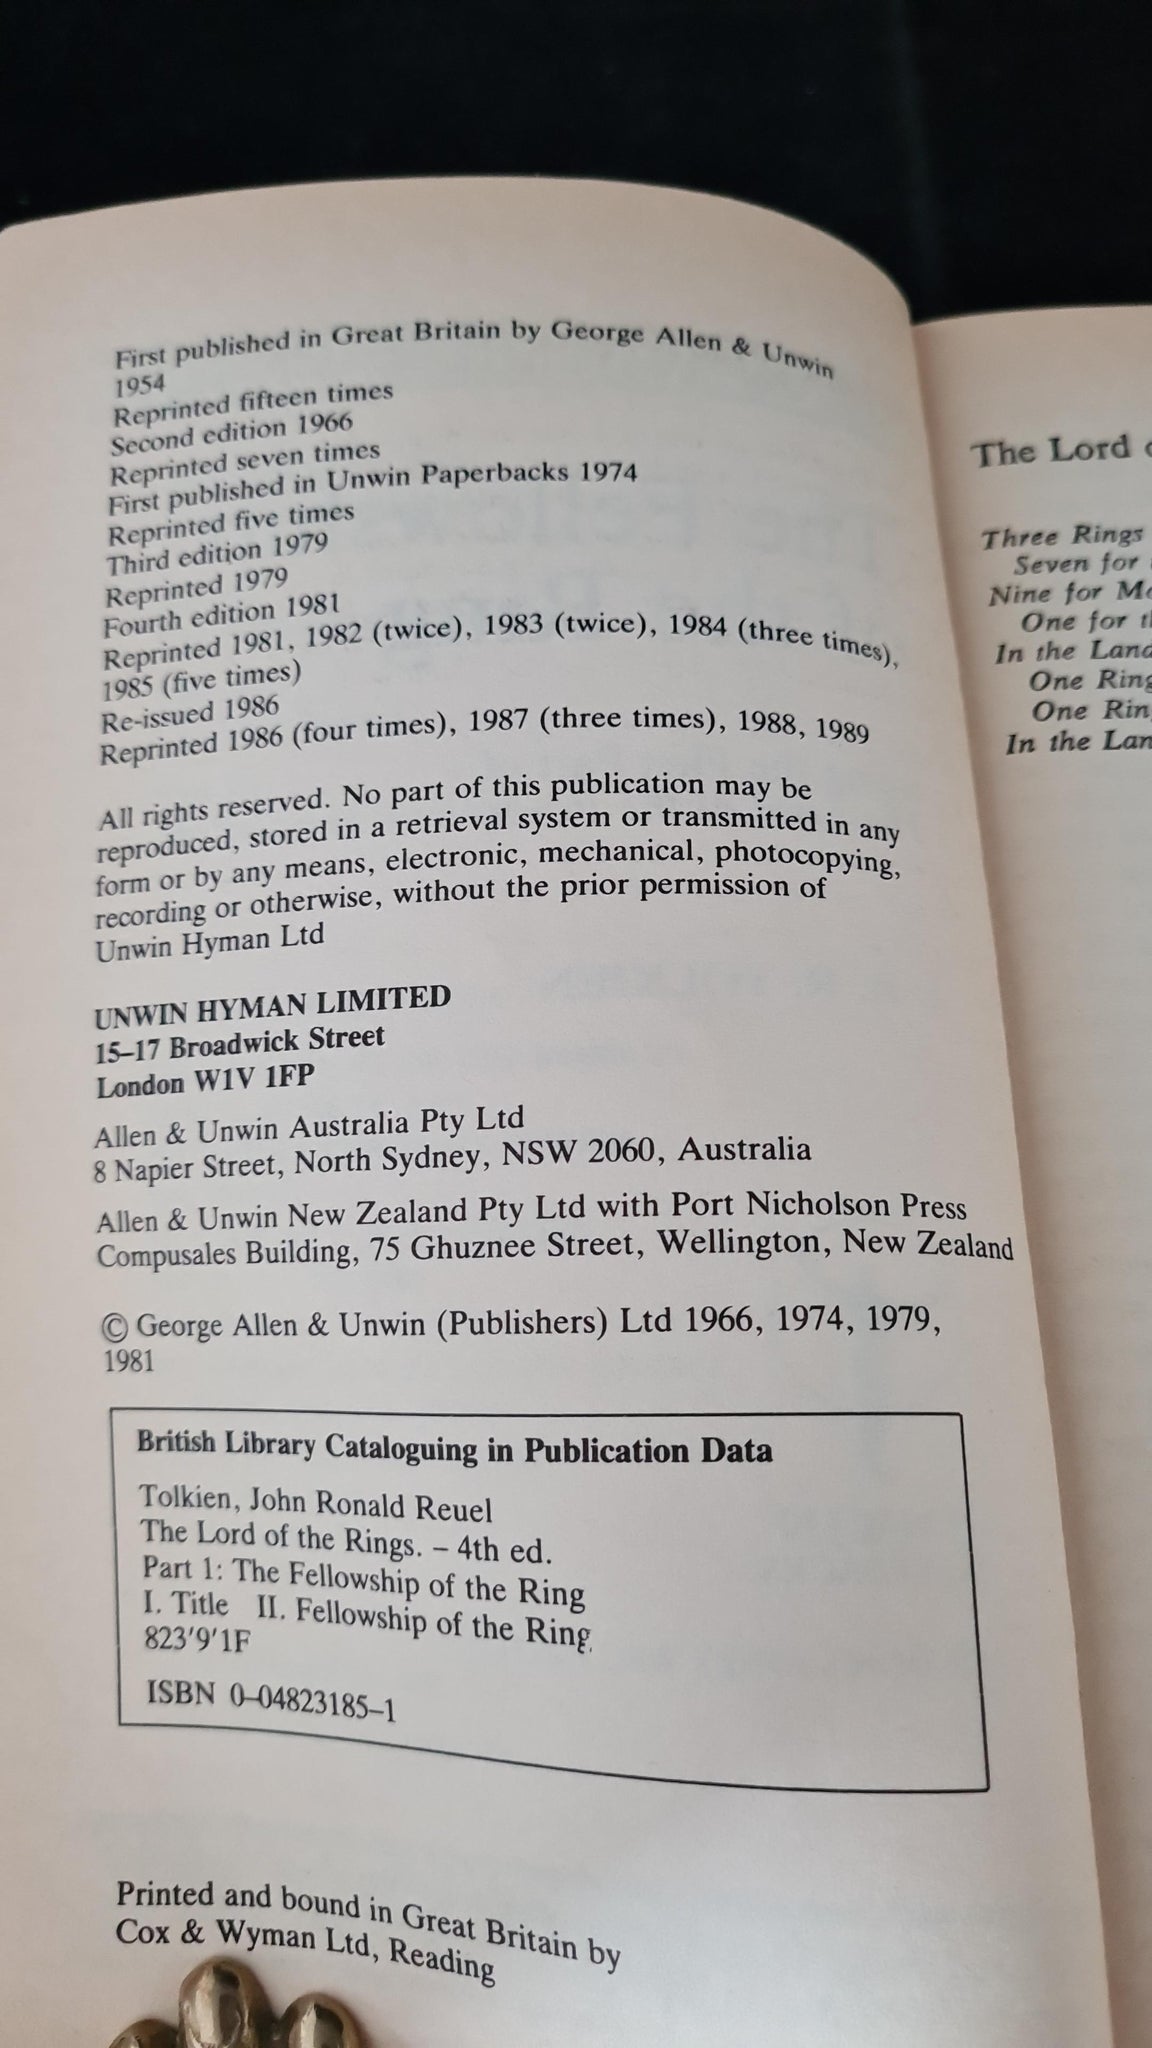 First published in Great Britain by George Allen & Unwin
1954
Reprinted fifteen times
Second edition 1966
Reprinted seven times
First published in Unwin Paperbacks 1974
Reprinted five times
Third edition 1979
Reprinted 1979
Fourth edition 1981
Reprinted 1981, 1982 (twice), 1983 (twice), 1984 (three times),
1985 (five times)
Re-issued 1986
Reprinted 1986 (four times), 1987 (three times), 1988, 1989
All rights reserved. No part of this publication may be
reproduced, stored in a retrieval system or transmitted in any
form or by any means, electronic, mechanical, photocopying,
recording or otherwise, without the prior permission of
Unwin Hyman Ltd
UNWIN HYMAN LIMITED
15–17 Broadwick Street
London W1V 1FP
Allen & Unwin Australia Pty Ltd
8 Napier Street, North Sydney, NSW 2060, Australia
Allen & Unwin New Zealand Pty Ltd with Port Nicholson Press
Compusales Building, 75 Ghuznee Street, Wellington, New Zealand
© George Allen & Unwin (Publishers) Ltd 1966, 1974, 1979,
1981
British Library Cataloguing in Publication Data
Tolkien, John Ronald Reuel
The Lord of the Rings. – 4th ed.
Part 1: The Fellowship of the Ring
I. Title II. Fellowship of the Ring
823'9'1F
ISBN 0–04823185–1
Printed and bound in Great Britain by
Cox & Wyman Ltd, Reading
The Lord
Three Rings
Seven for
Nine for
One for
In the
One
One
In the